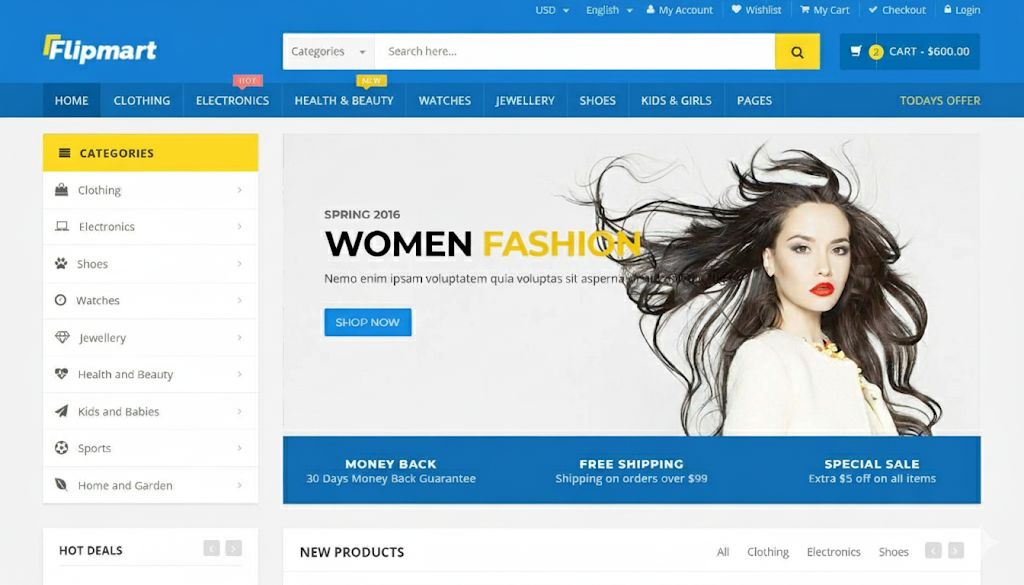 USD English My Account Wishlist My Cart Checkout Login
Flipmart
Categories Search here... 2 CART - $600.00
HOT NEW
HOME CLOTHING ELECTRONICS HEALTH & BEAUTY WATCHES JEWELLERY SHOES KIDS & GIRLS PAGES TODAYS OFFER
CATEGORIES
Clothing
Electronics
Shoes
Watches
Jewellery
Health and Beauty
Kids and Babies
Sports
Home and Garden
SPRING 2016
WOMEN FASHION
Nemo enim ipsam voluptatem quia voluptas sit
SHOP NOW
MONEY BACK
30 Days Money Back Guarantee
FREE SHIPPING
Shipping on orders over $99
SPECIAL SALE
Extra $5 off on all items
HOT DEALS
NEW PRODUCTS All Clothing Electronics Shoes